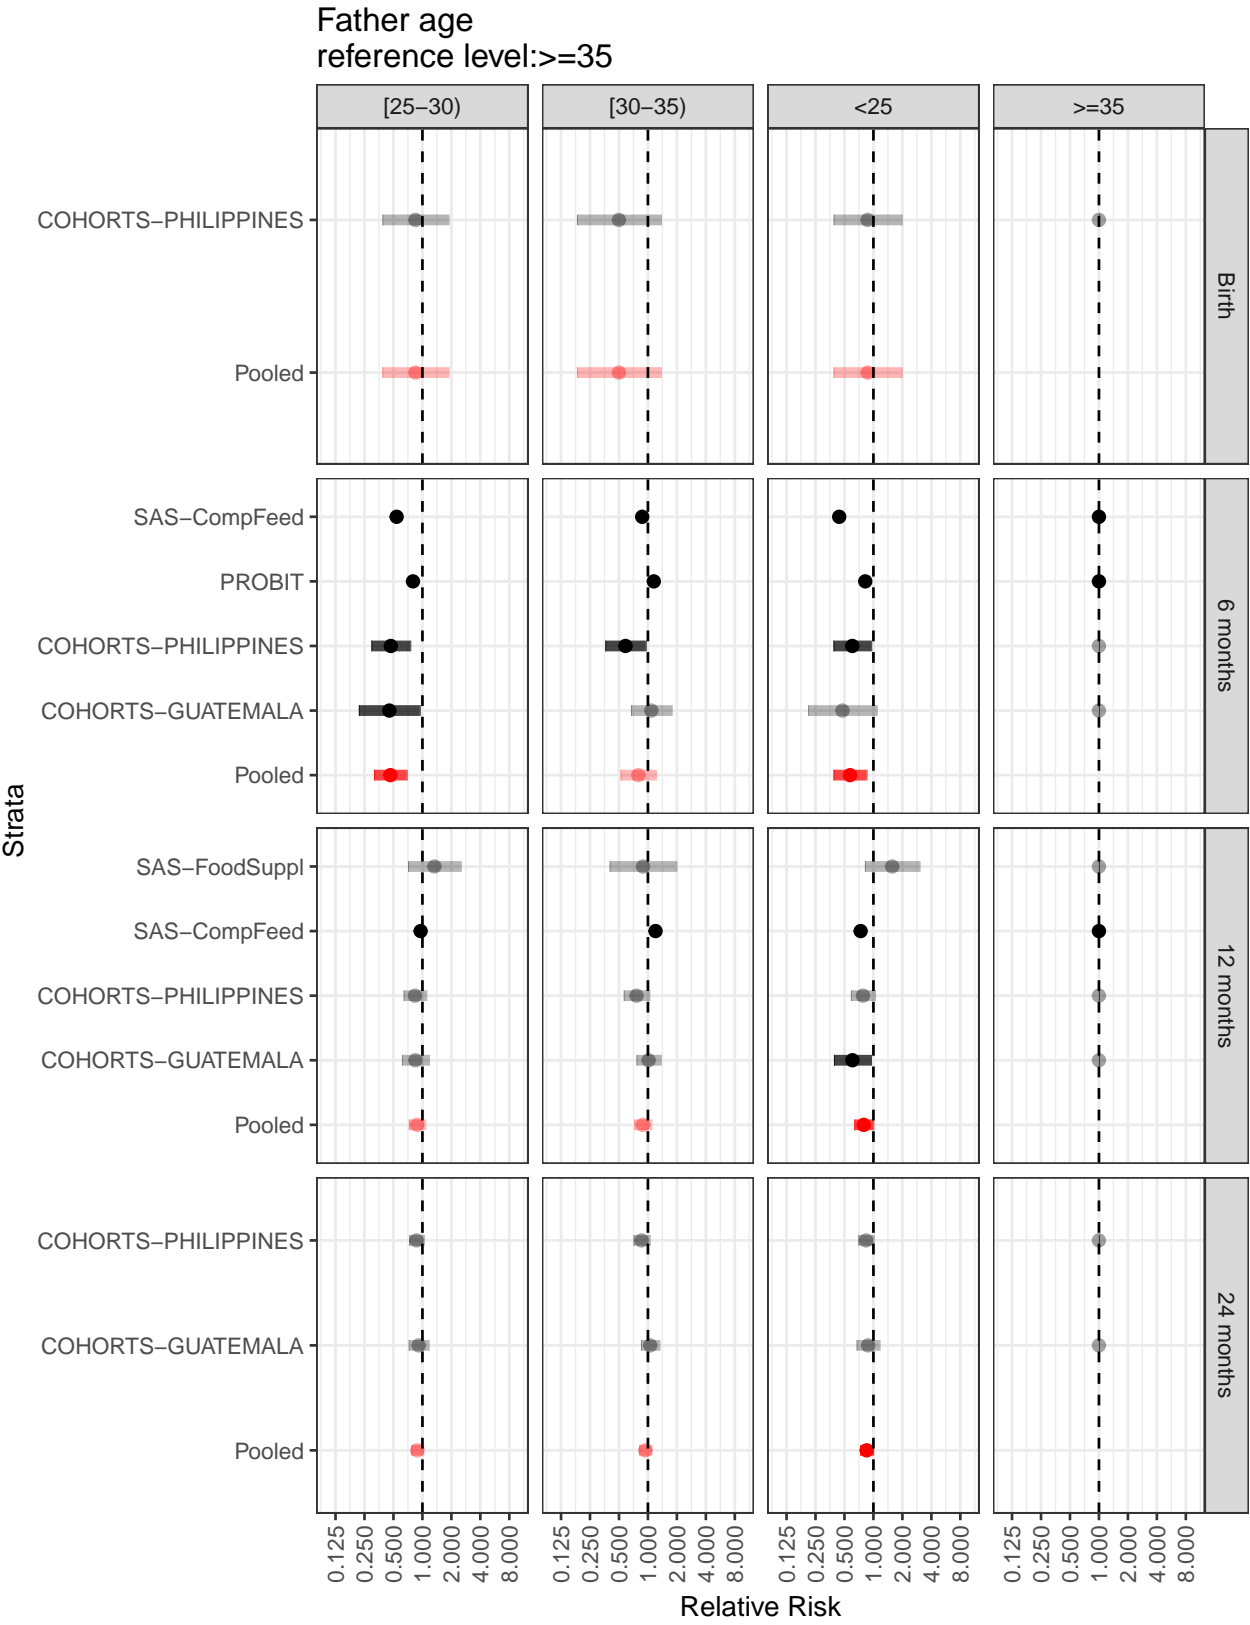 Father age
reference level:>=35
[25−30)
[30−35)
<25
>=35
COHORTS−PHILIPPINES
Pooled
Birth
SAS−CompFeed
PROBIT
COHORTS−PHILIPPINES
COHORTS−GUATEMALA
Pooled
6 months
SAS−FoodSuppl
SAS−CompFeed
COHORTS−PHILIPPINES
COHORTS−GUATEMALA
Pooled
12 months
COHORTS−PHILIPPINES
COHORTS−GUATEMALA
Pooled
24 months
Strata
0.125 0.250 0.500 1.000 2.000 4.000 8.000
0.125 0.250 0.500 1.000 2.000 4.000 8.000
0.125 0.250 0.500 1.000 2.000 4.000 8.000
0.125 0.250 0.500 1.000 2.000 4.000 8.000
Relative Risk